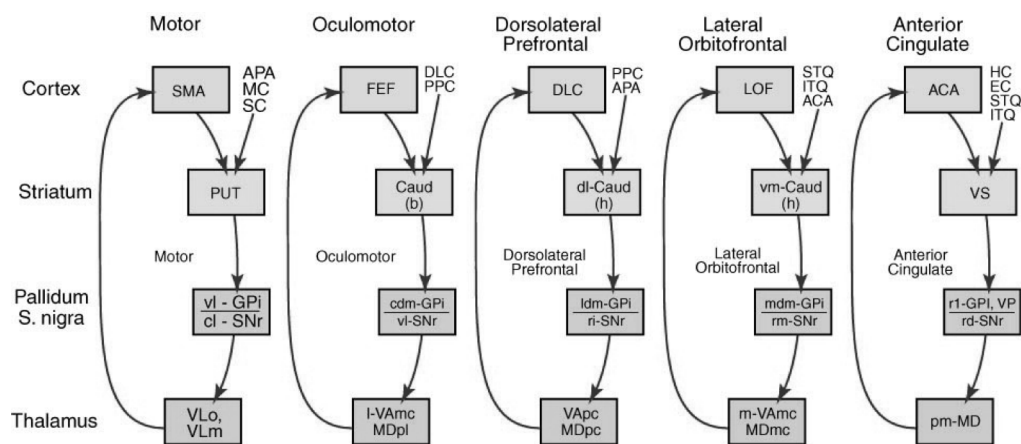 Motor
Oculomotor
Dorsolateral
Prefrontal
Lateral
Orbitofrontal
Anterior
Cingulate
Cortex
SMA
APA
MC
SC
FEF
DLC
PPC
DLC
PPC
APA
LOF
STQ
ITQ
ACA
ACA
HC
EC
STQ
ITQ
Striatum
PUT
Caud
(b)
dl-Caud
(h)
vm-Caud
(h)
VS
Motor
Oculomotor
Dorsolateral
Prefrontal
Lateral
Orbitofrontal
Anterior
Cingulate
Pallidum
S. nigra
vl - GPi
cl - SNr
cdm-GPi
vl-SNr
ldm-GPi
ri-SNr
mdm-GPi
rm-SNr
r1-GPI, VP
rd-SNr
Thalamus
VLo,
VLm
l-VAmc
MDpl
VApc
MDpc
m-VAmc
MDmc
pm-MD